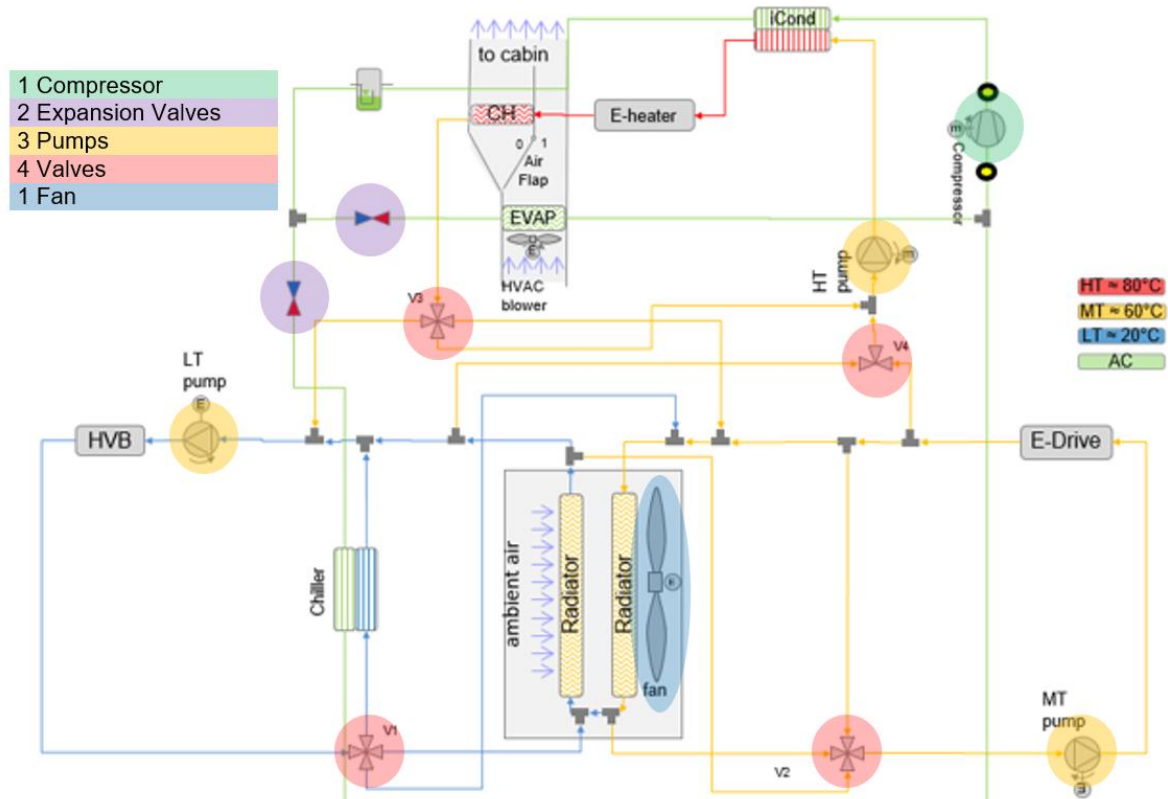 iCond
to cabin
1 Compressor
2 Expansion Valves
3 Pumps
4 Valves
1 Fan
CH
E-heater
0 1
Air
Flap
m
Compressor
EVAP
m
HVAC
blower
HT
pump
m
V3
V4
HT ≈ 80°C
MT ≈ 60°C
LT ≈ 20°C
AC
LT
pump
m
HVB
E-Drive
Chiller
ambient air
Radiator
Radiator
m
fan
V1
V2
MT
pump
m